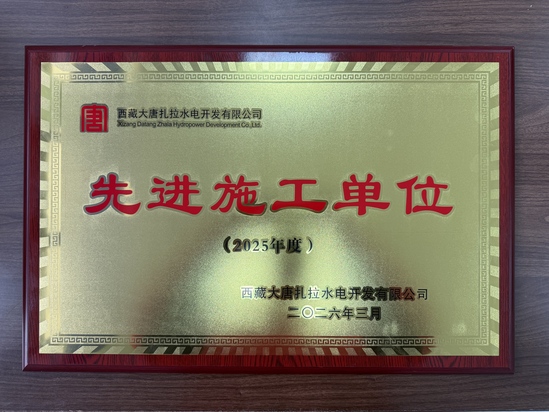 唐
西藏大唐扎拉水电开发有限公司
Xizang Datang Zhala Hydropower Development Co.,Ltd.
先进施工单位
（2025年度）
西藏大唐扎拉水电开发有限公司
二〇二六年三月